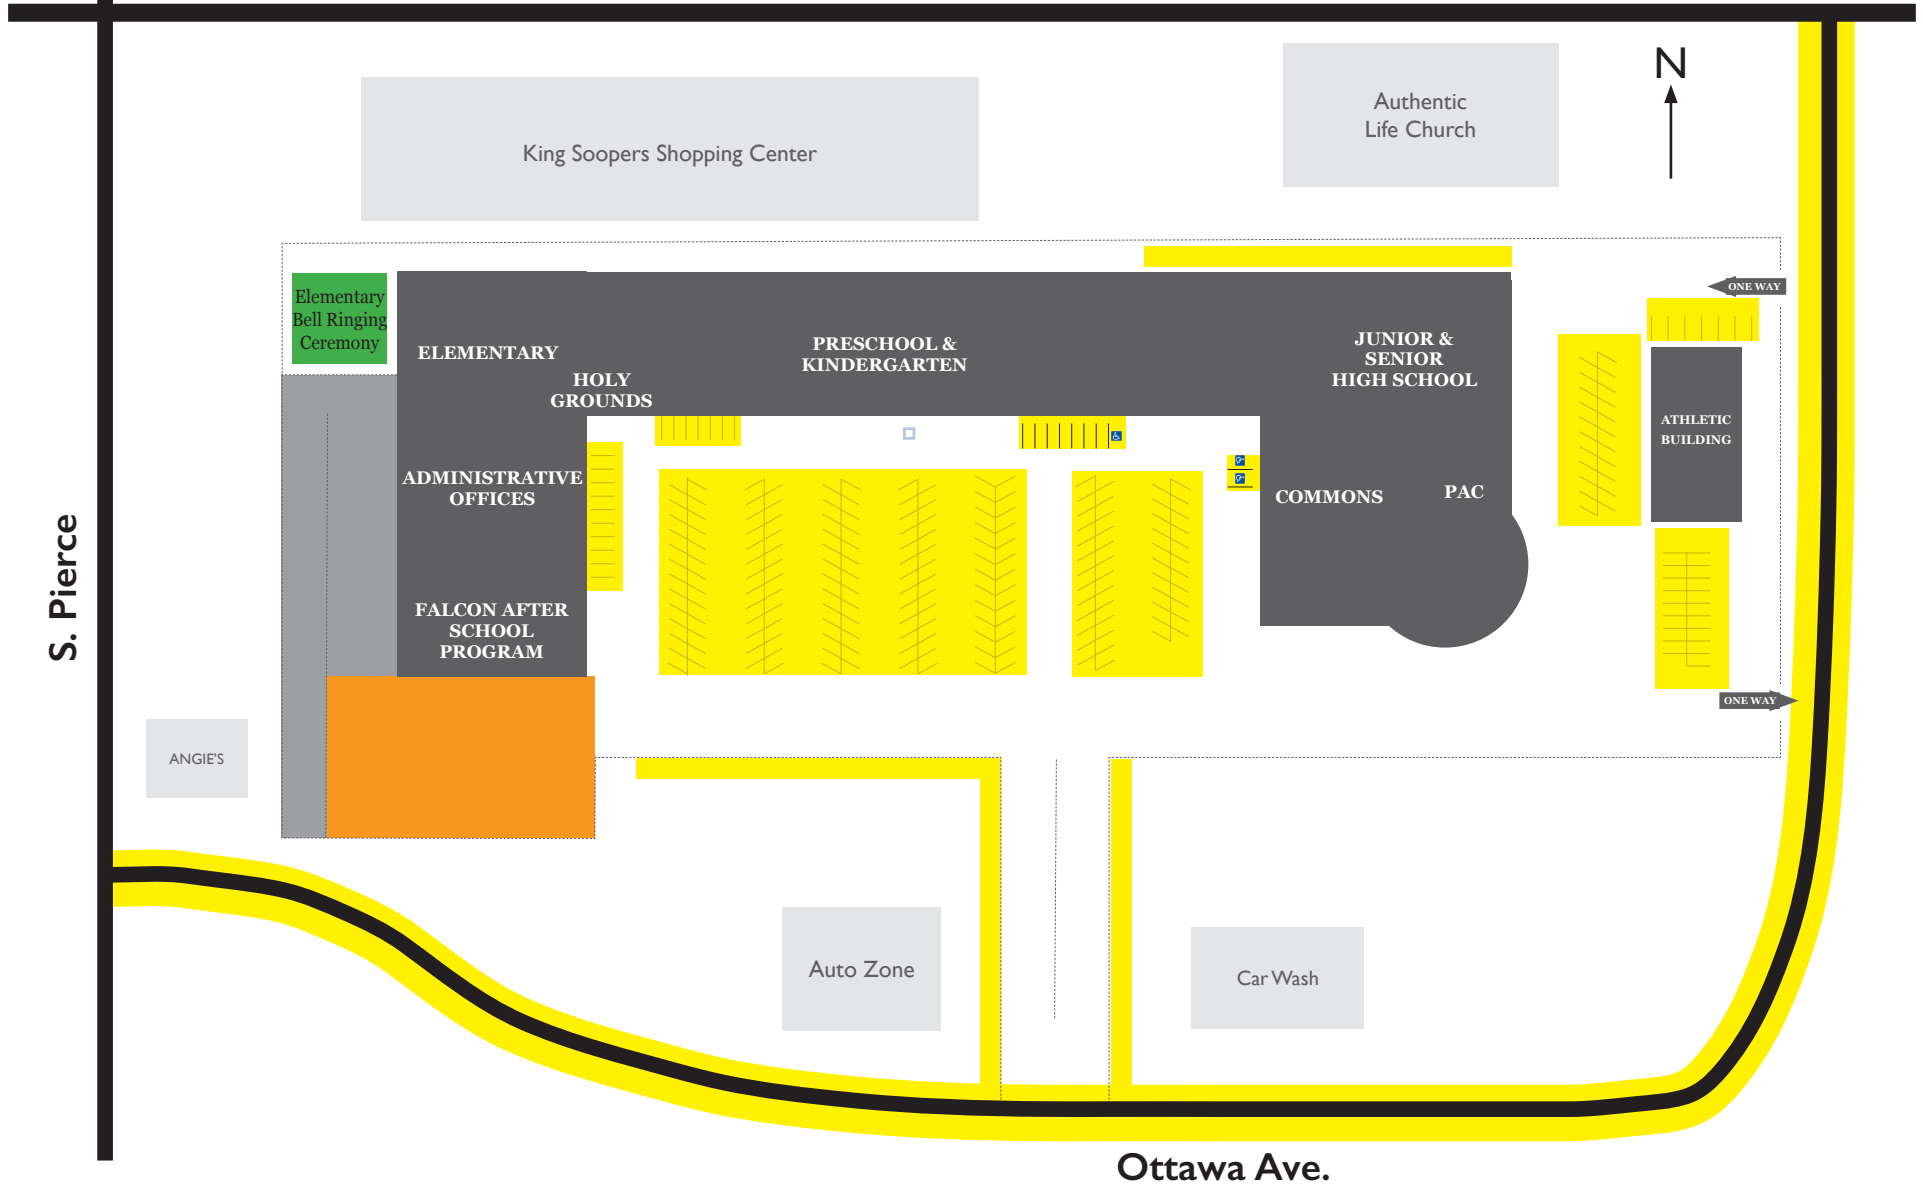 N
Authentic
Life Church
King Soopers Shopping Center
ONE WAY
Elementary
Bell Ringing
Ceremony
ELEMENTARY
PRESCHOOL &
KINDERGARTEN
JUNIOR &
SENIOR
HIGH SCHOOL
HOLY
GROUNDS
ATHLETIC
BUILDING
ADMINISTRATIVE
OFFICES
COMMONS
PAC
S. Pierce
FALCON AFTER
SCHOOL
PROGRAM
ONE WAY
ANGIE'S
Auto Zone
Car Wash
Ottawa Ave.